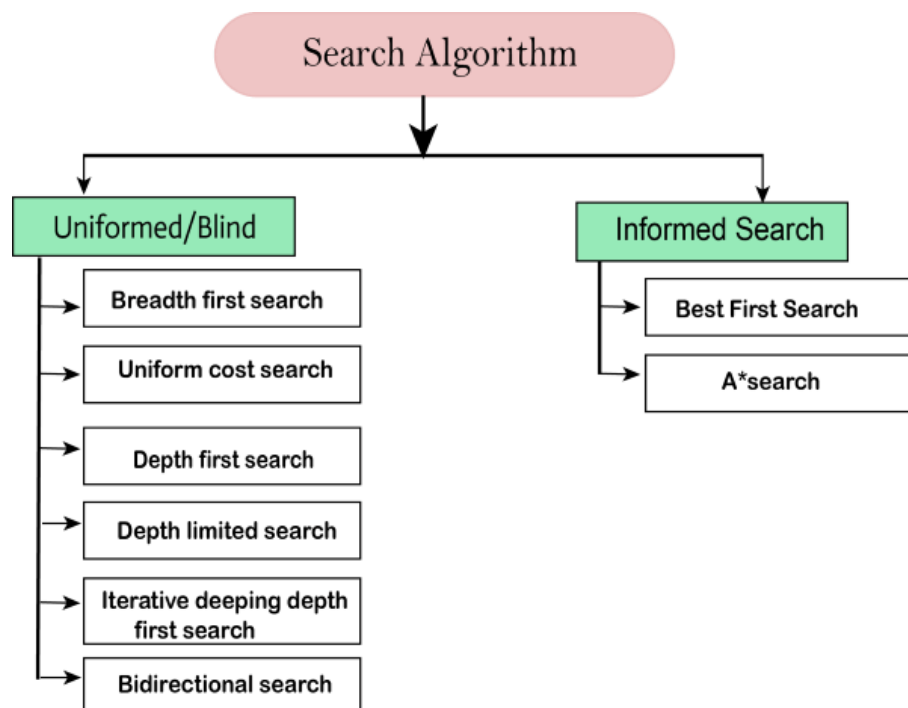 Search Algorithm
Uniformed/Blind
Breadth first search
Uniform cost search
Depth first search
Depth limited search
Iterative deeping depth
first search
Bidirectional search
Informed Search
Best First Search
A*search